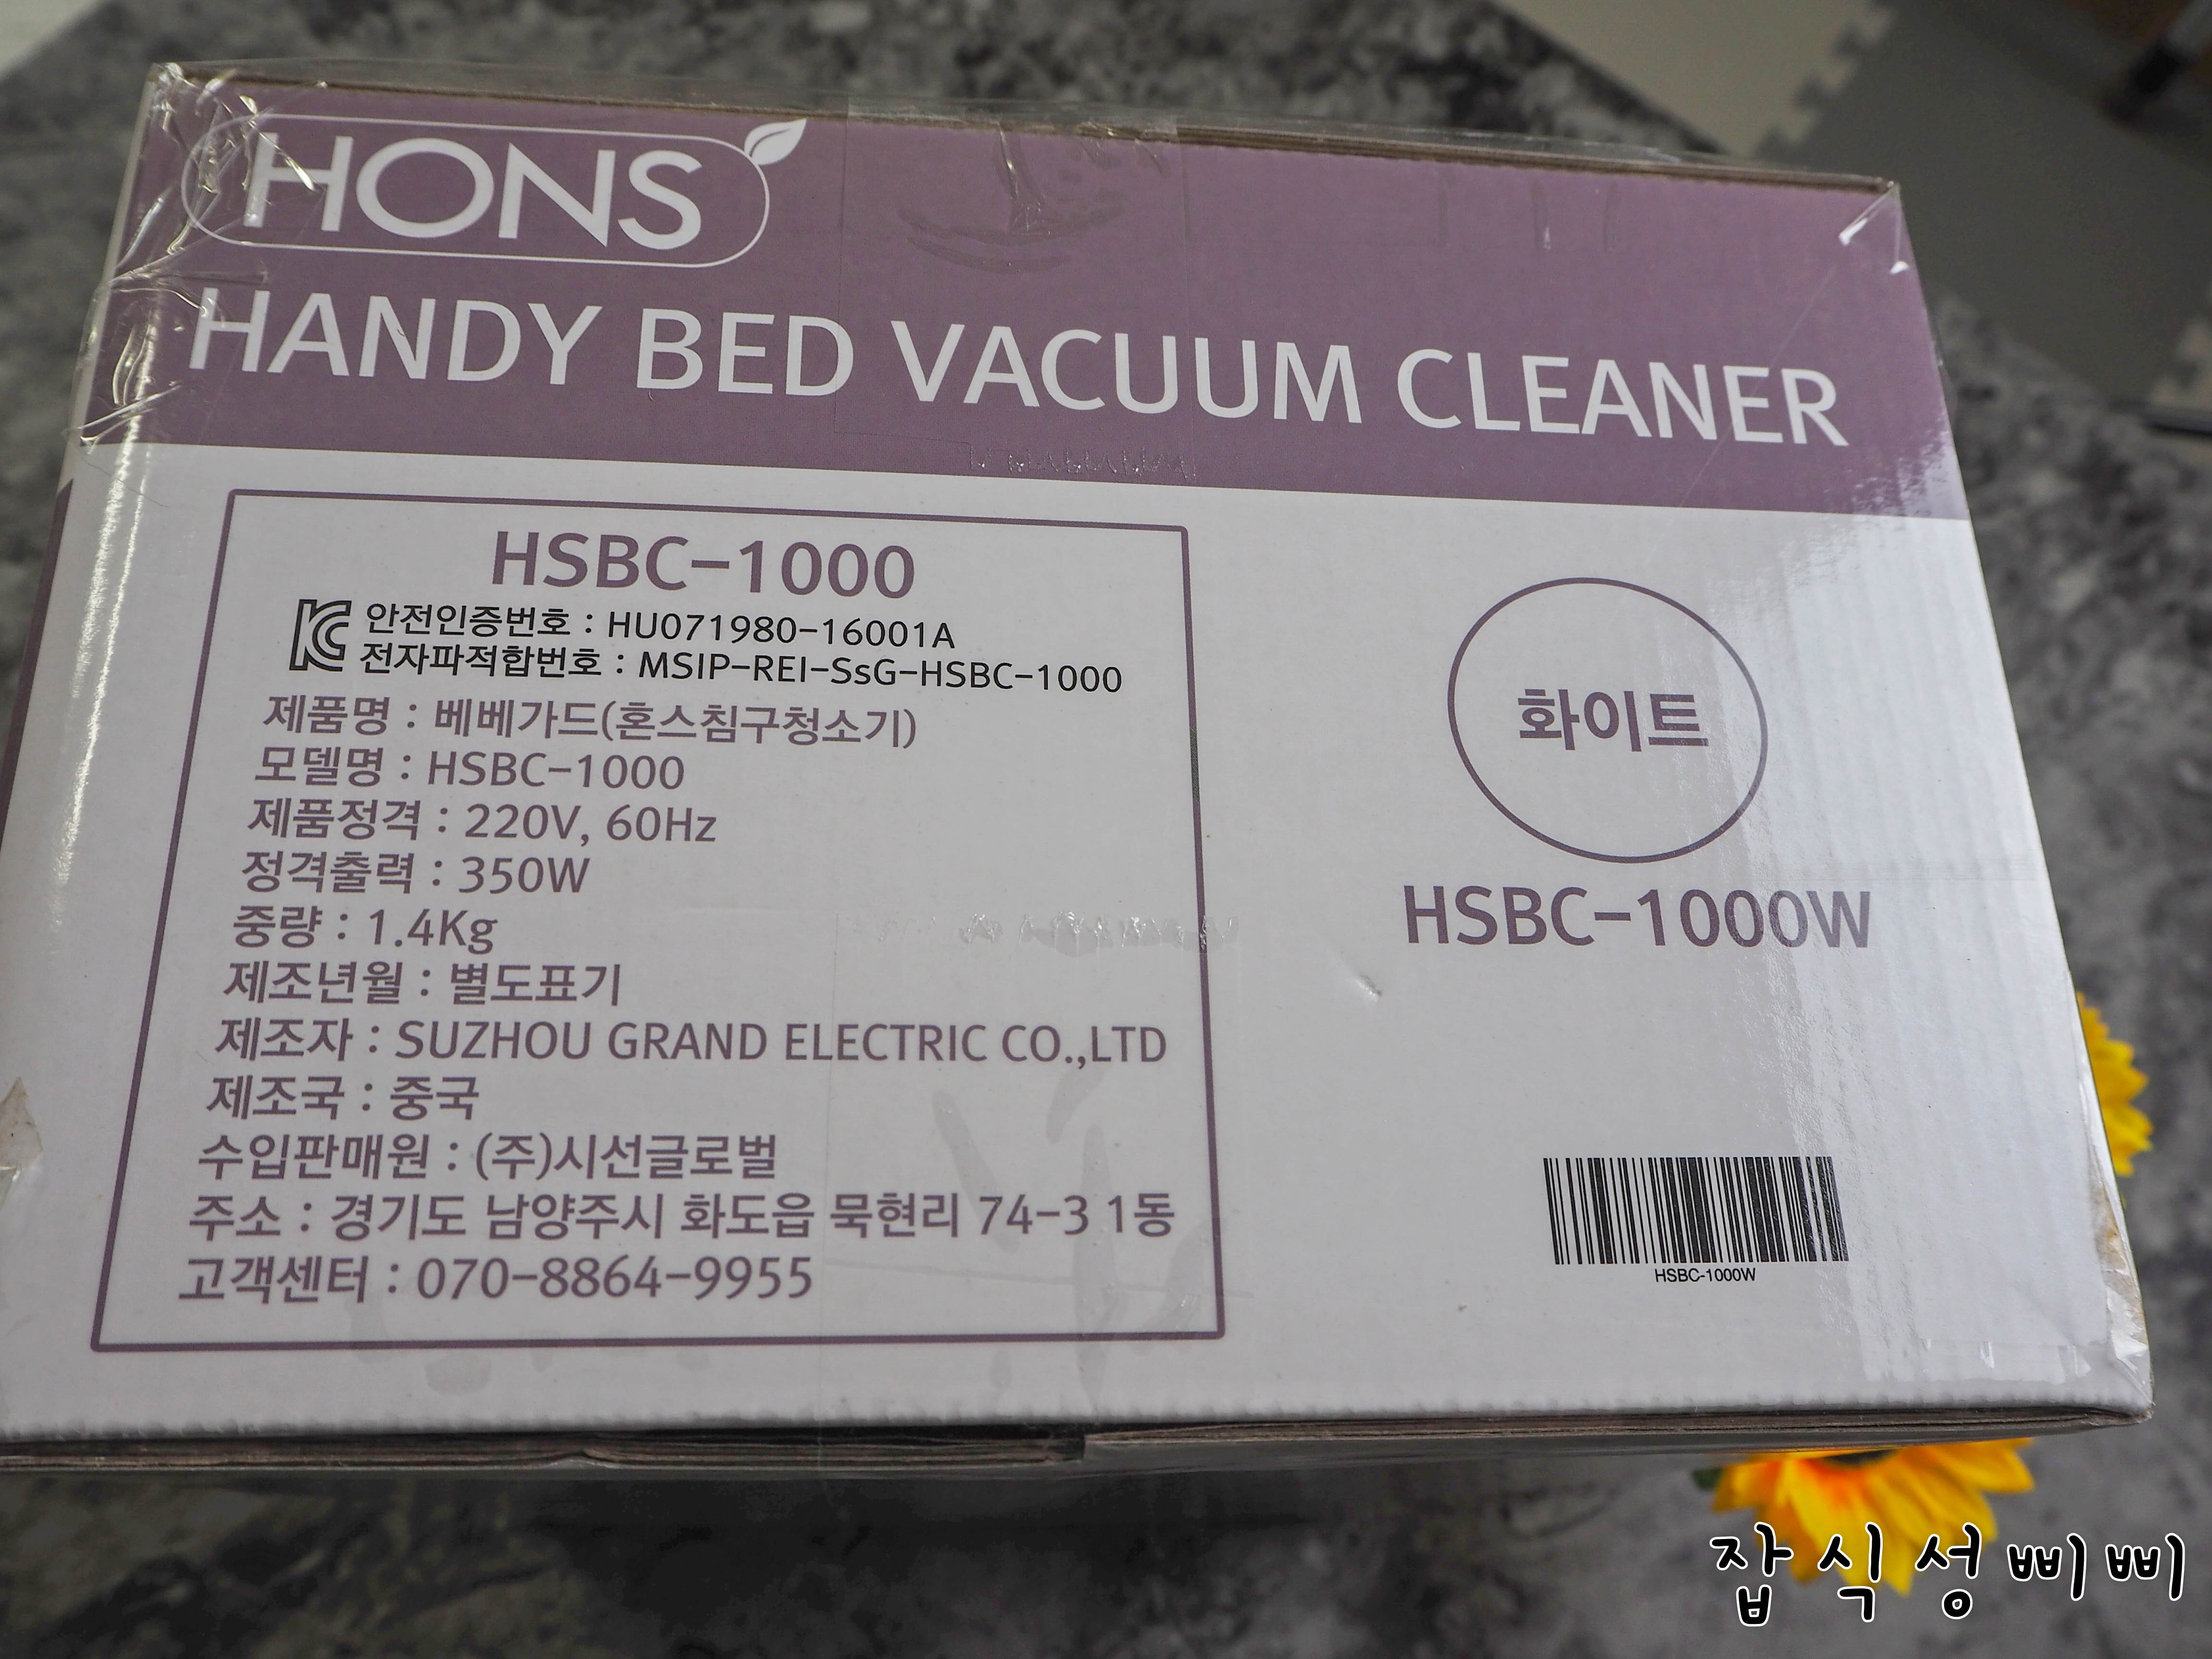 HONS
HANDY BED VACUUM CLEANER
HSBC-1000
안전인증번호 : HU071980-16001A
전자파적합번호 : MSIP-REI-SsG-HSBC-1000
제품명 : 베베가드(혼스침구청소기)
모델명 : HSBC-1000
제품정격 : 220V, 60Hz
정격출력 : 350W
중량 : 1.4Kg
제조년월 : 별도표기
제조자 : SUZHOU GRAND ELECTRIC CO.,LTD
제조국 : 중국
수입판매원 : (주)시선글로벌
주소 : 경기도 남양주시 화도읍 묵현리 74-3 1동
고객센터 : 070-8864-9955
화이트
HSBC-1000W
HSBC-1000W
잡식성삐삐